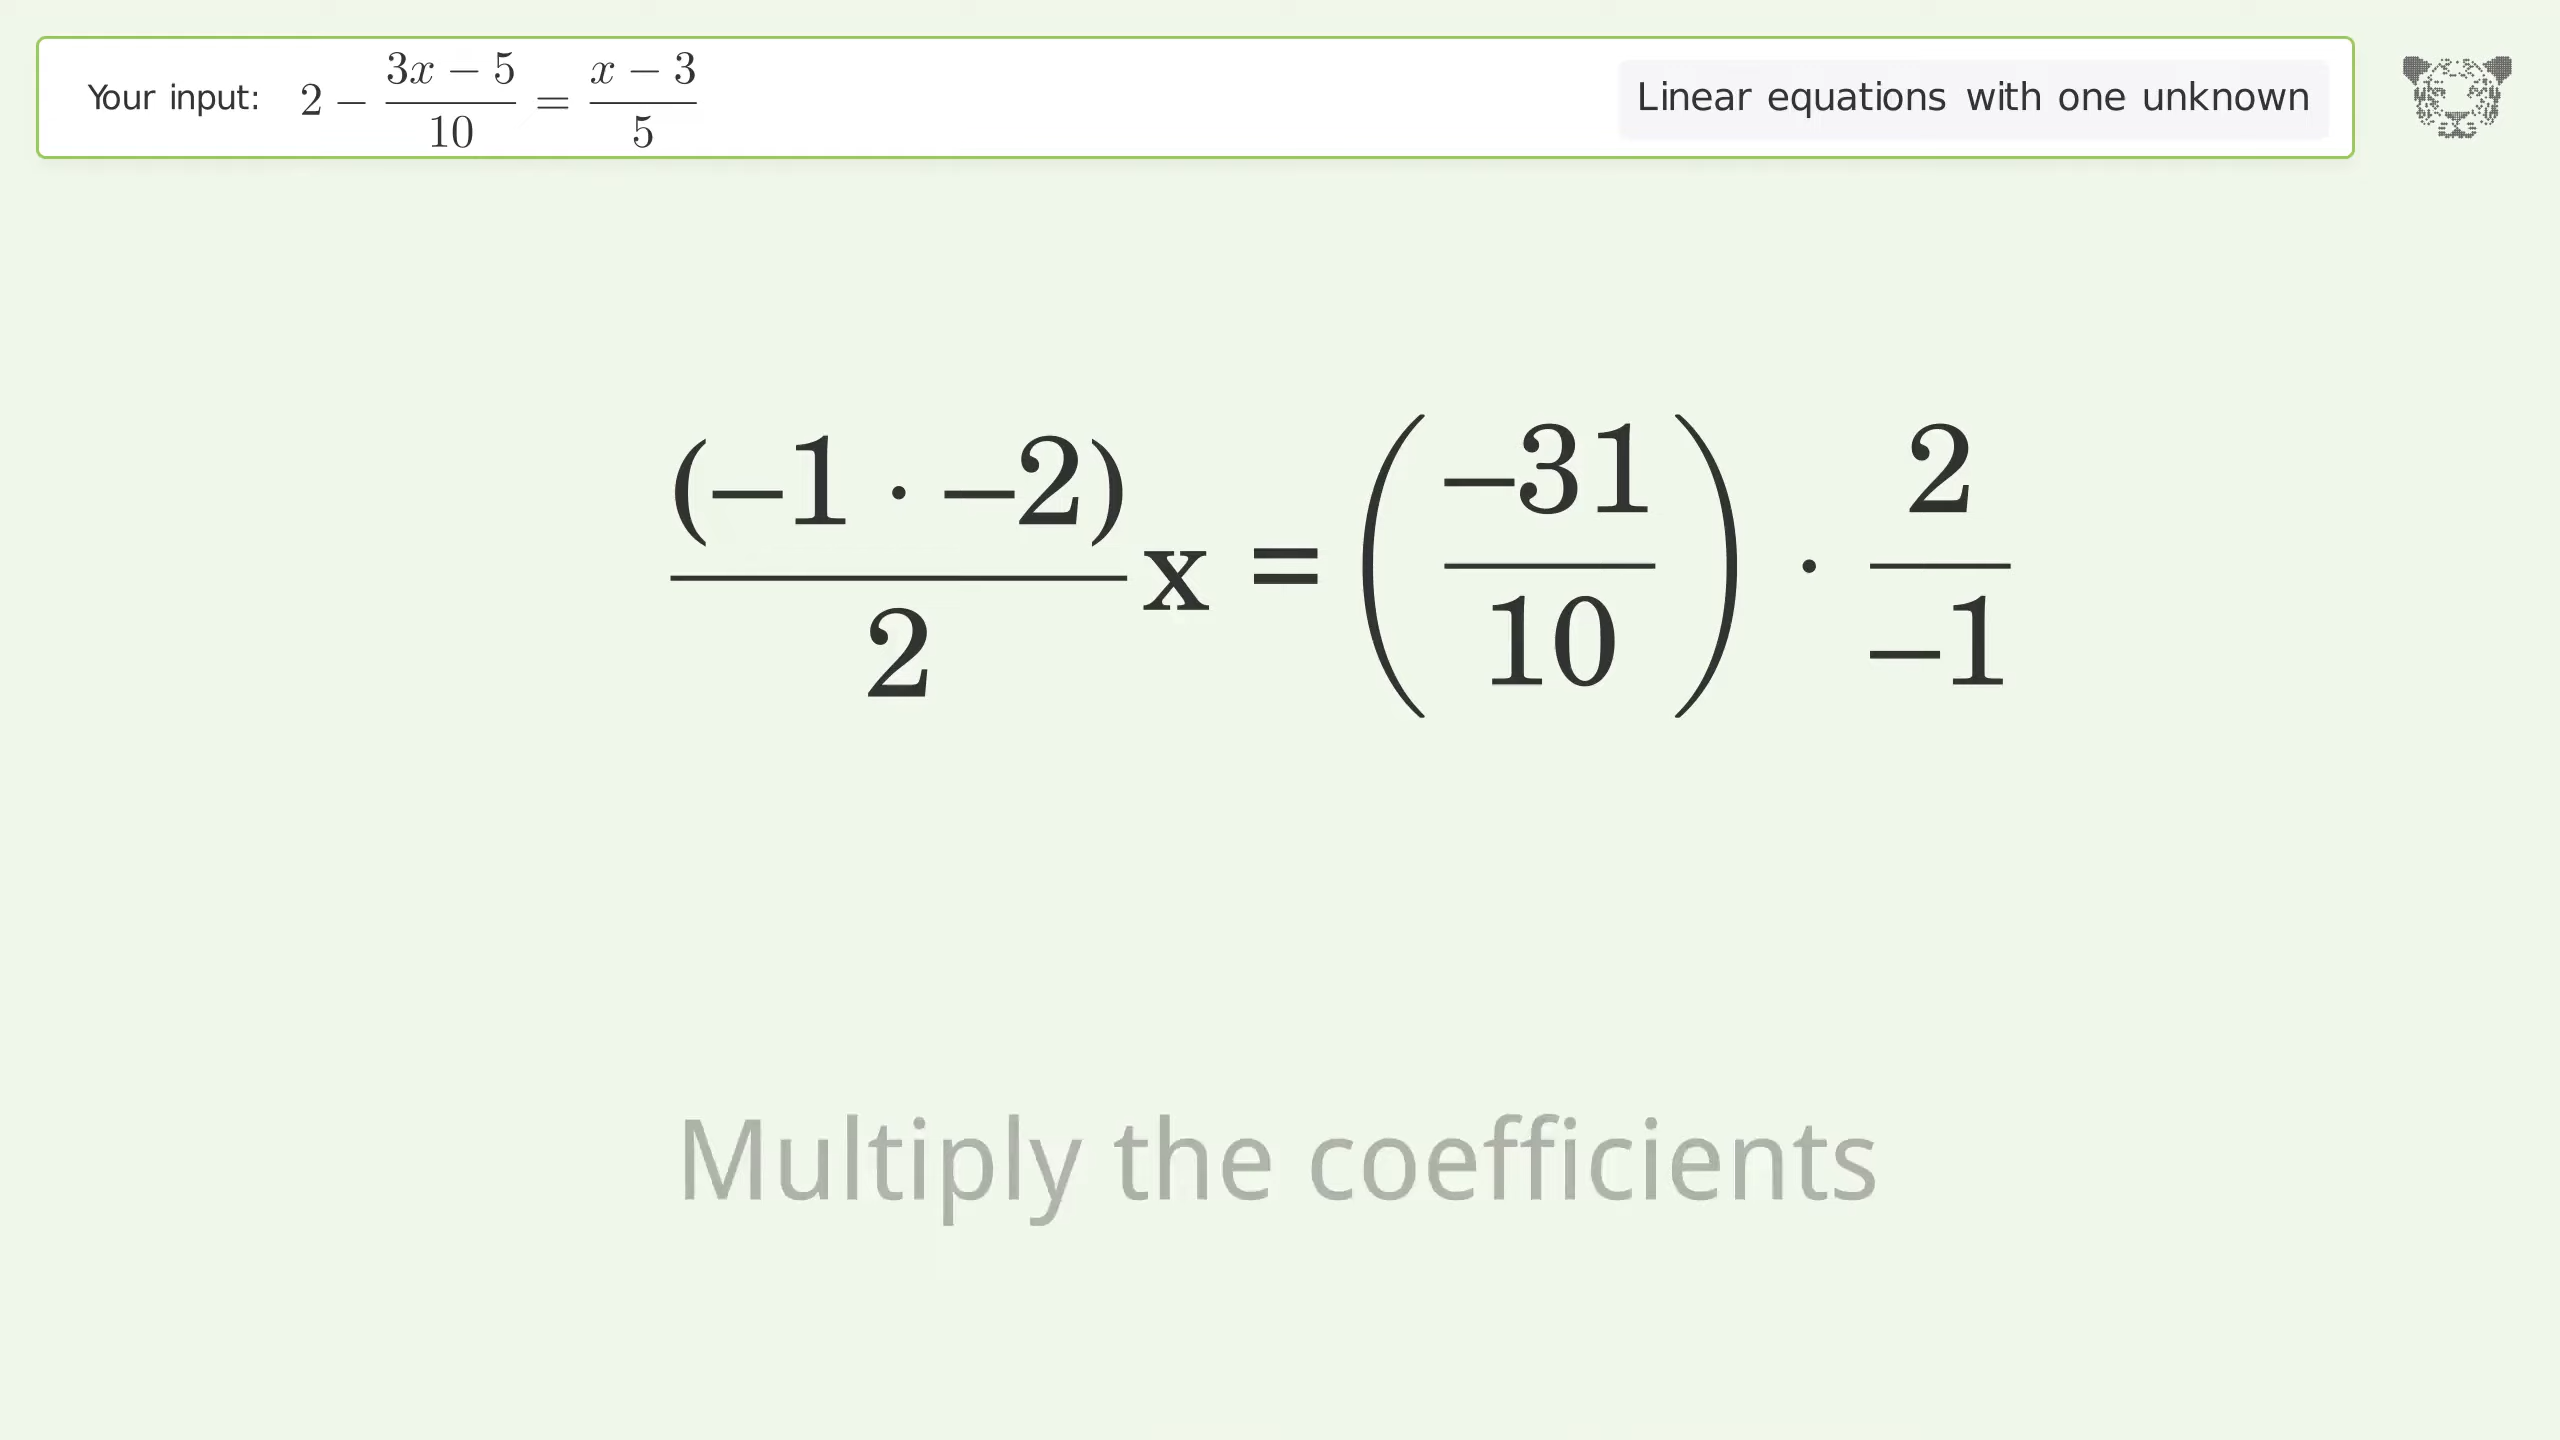 Your input: 2 − (3x − 5)/10 = (x − 3)/5
Linear equations with one unknown
(−1 · −2)/2 x = (−31/10) · 2/−1
Multiply the coefficients